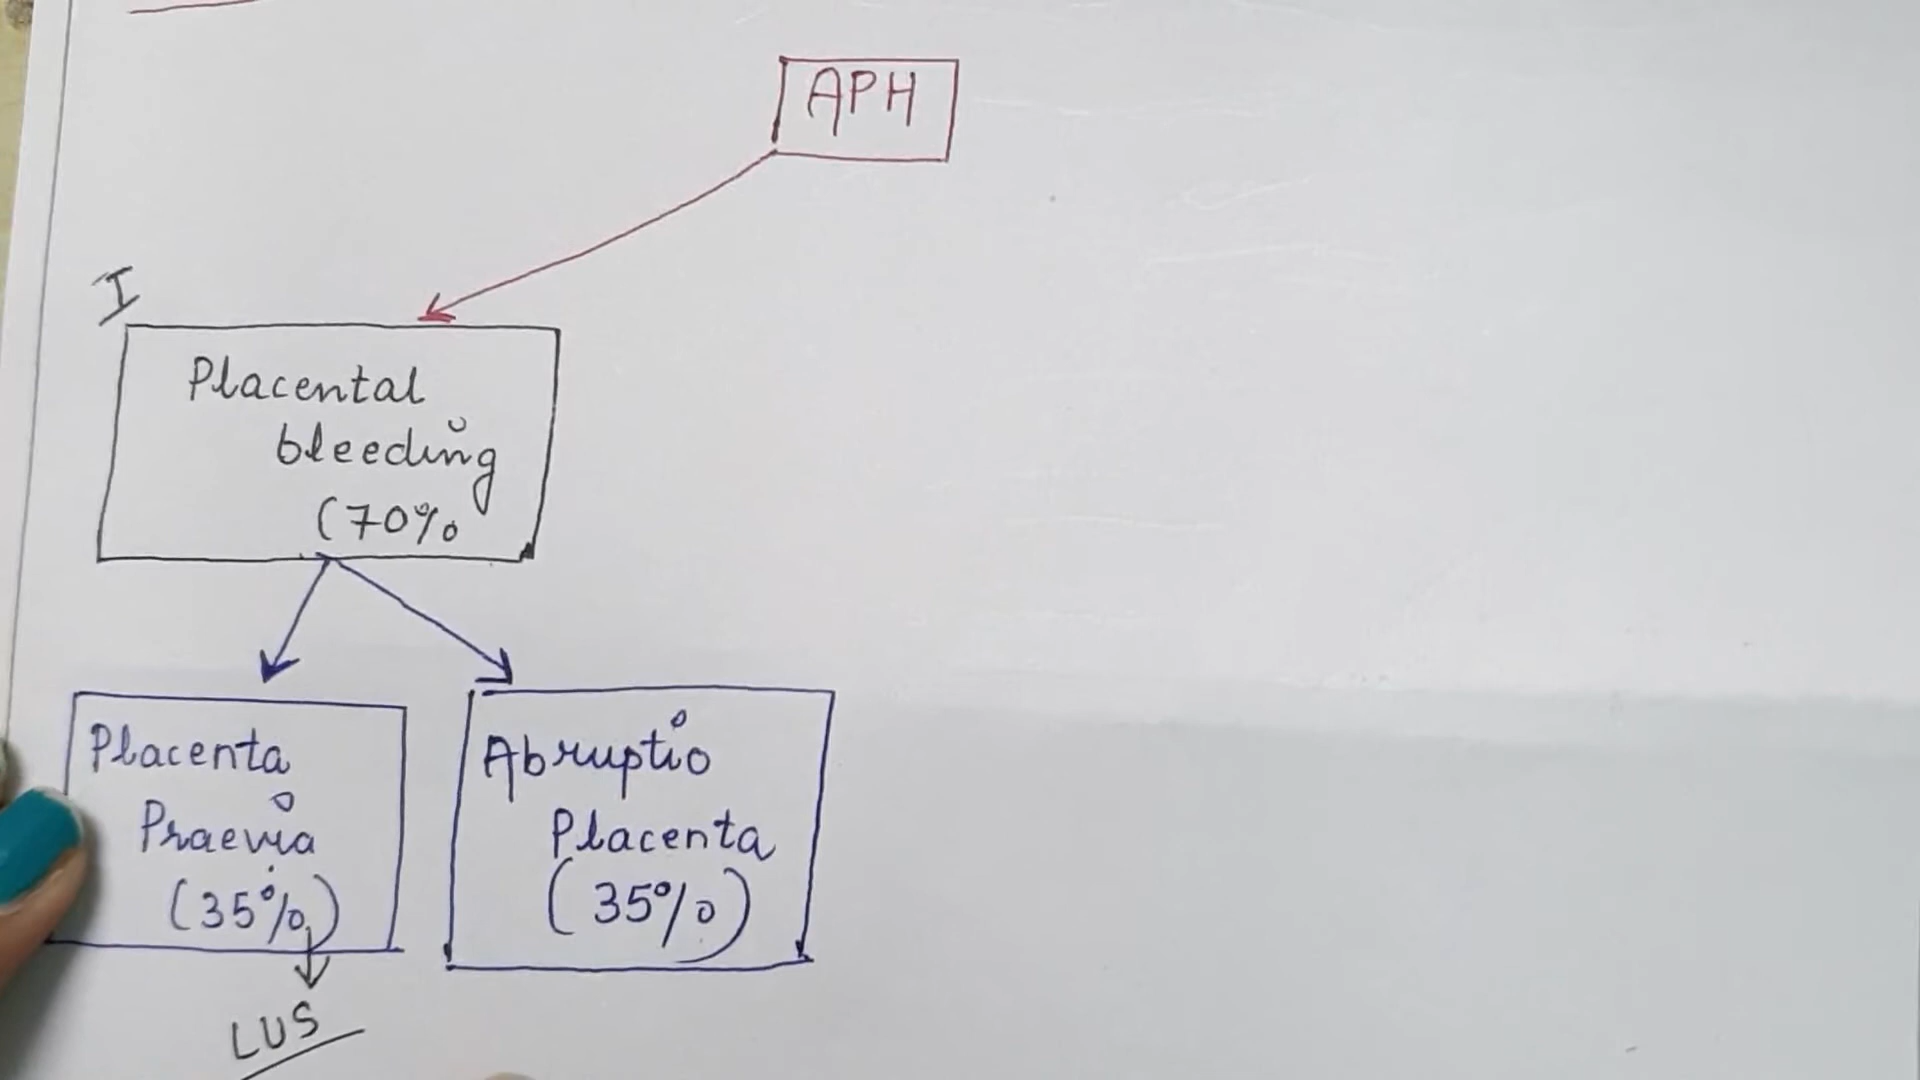 APH
I
Placental
bleeding
(70%
Placenta
Praevia
(35%)
Abruptio
Placenta
(35%)
LUS